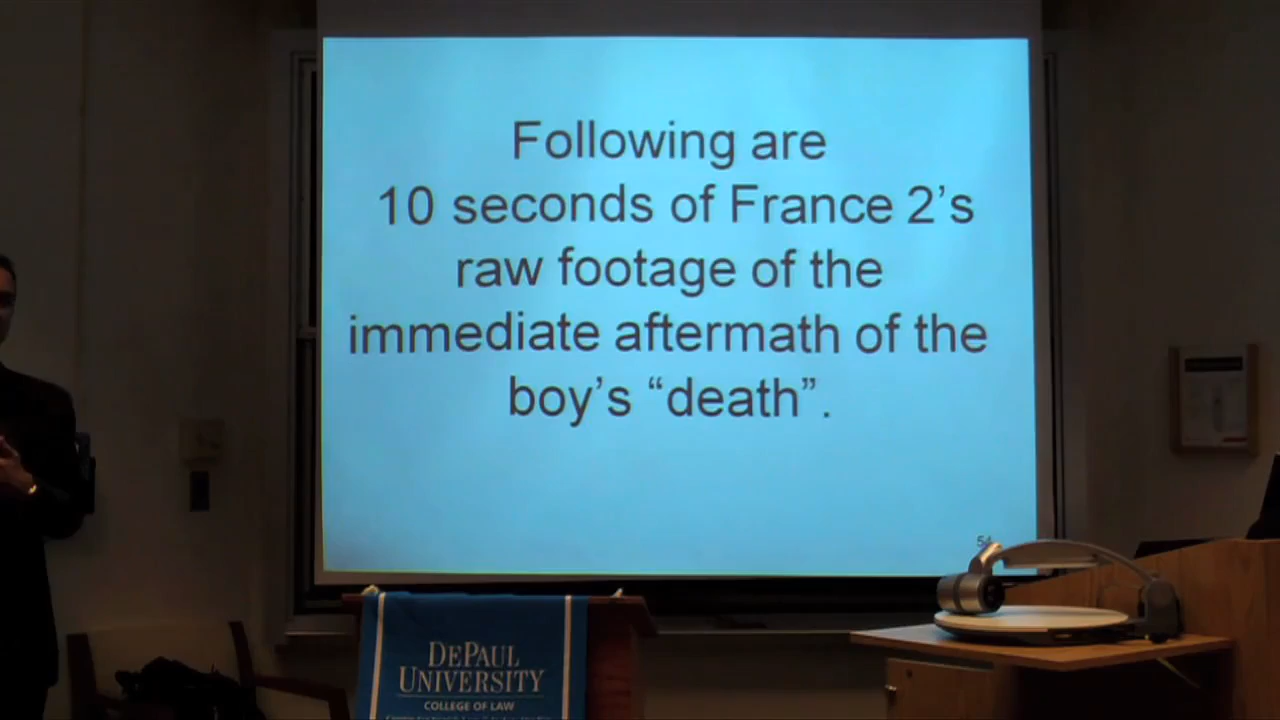 Following are
10 seconds of France 2’s
raw footage of the
immediate aftermath of the
boy’s “death”.
DEPAUL
UNIVERSITY
COLLEGE OF LAW